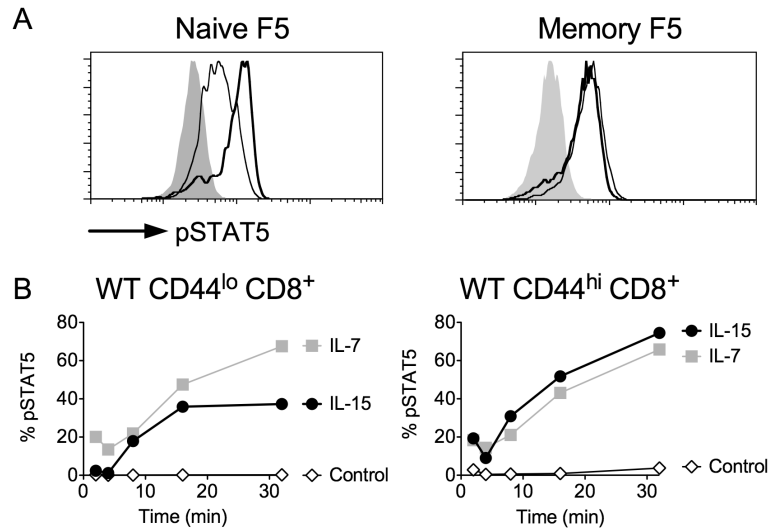 A
Naive F5
Memory F5
pSTAT5
B
WT CD44lo CD8+
WT CD44hi CD8+
80
60
40
20
0
% pSTAT5
0 10 20 30
Time (min)
IL-7
IL-15
Control
80
60
40
20
0
% pSTAT5
0 10 20 30
Time (min)
IL-15
IL-7
Control